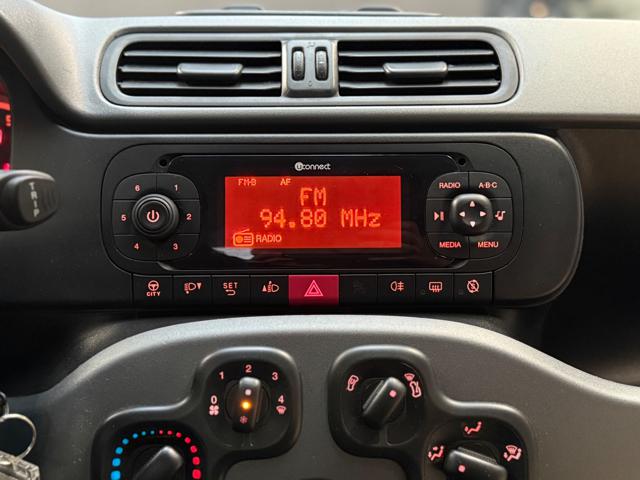 Uconnect
6 1
5 2
4 3
FM-B AF
FM
94.80 MHz
RADIO
RADIO A·B·C
MEDIA MENU
TRIP
CITY
SET
0 1 2 3 4